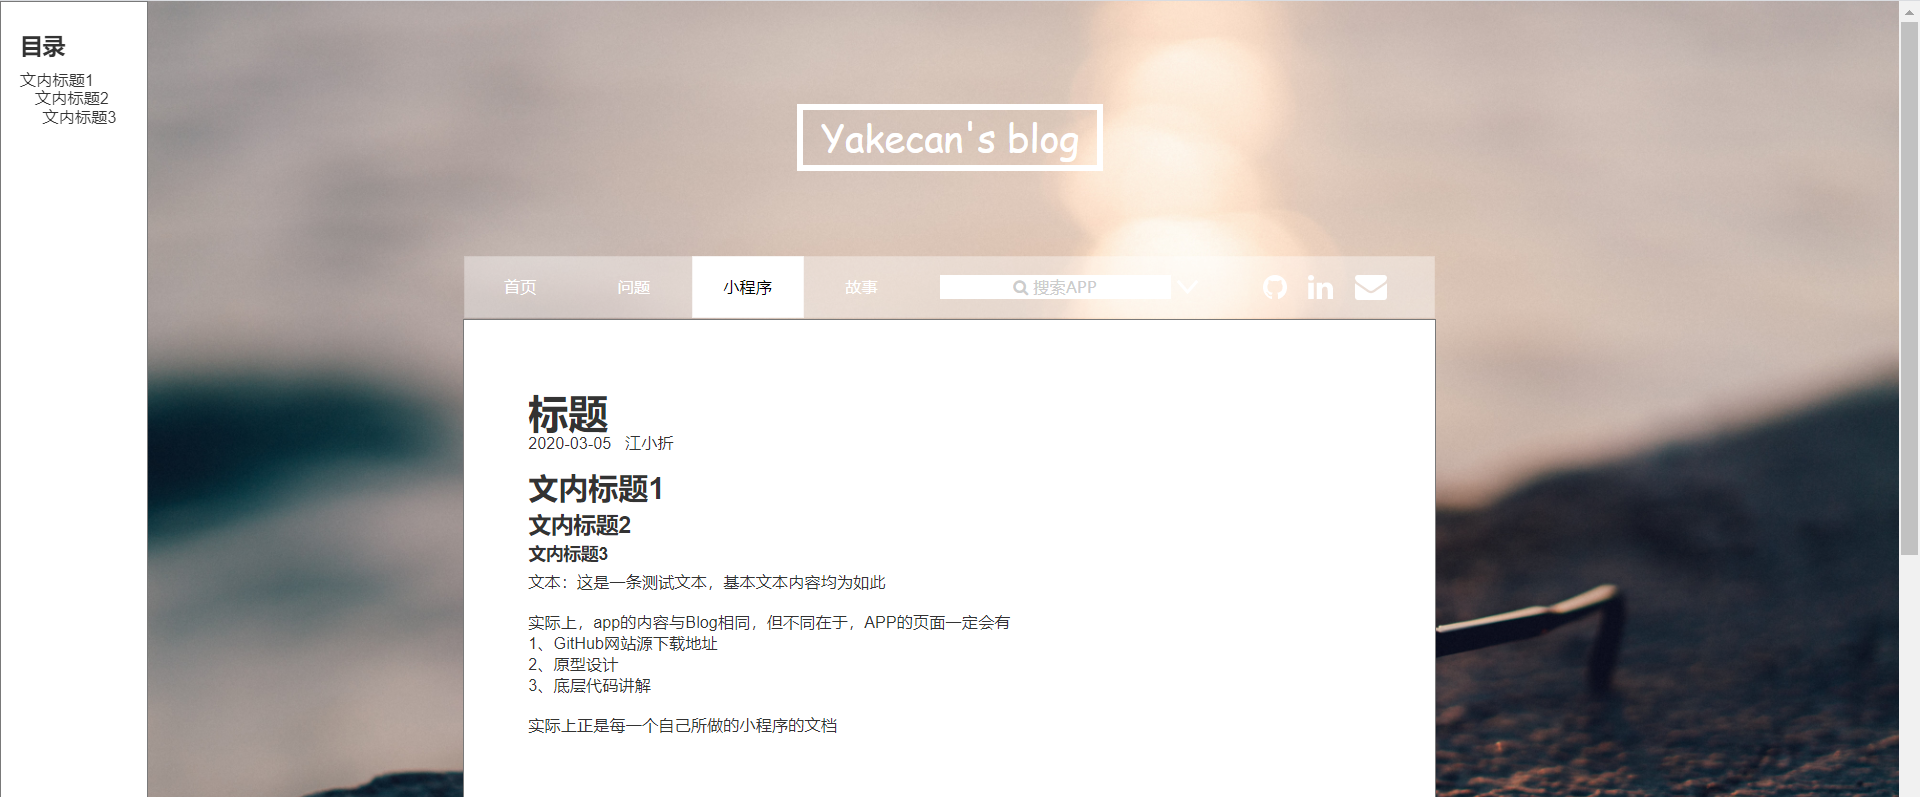 目录
文内标题1
文内标题2
文内标题3
Yakecan's blog
首页 问题 小程序 故事 搜索APP
标题
2020-03-05 江小折
文内标题1
文内标题2
文内标题3
文本：这是一条测试文本，基本文本内容均为如此
实际上，app的内容与Blog相同，但不同在于，APP的页面一定会有
1、GitHub网站源下载地址
2、原型设计
3、底层代码讲解
实际上正是每一个自己所做的小程序的文档